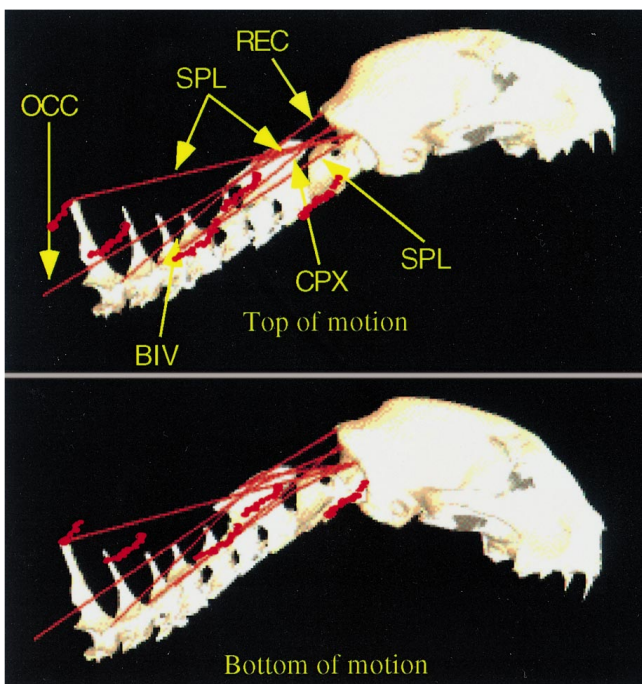 REC
SPL
OCC
SPL
CPX
Top of motion
BIV
Bottom of motion